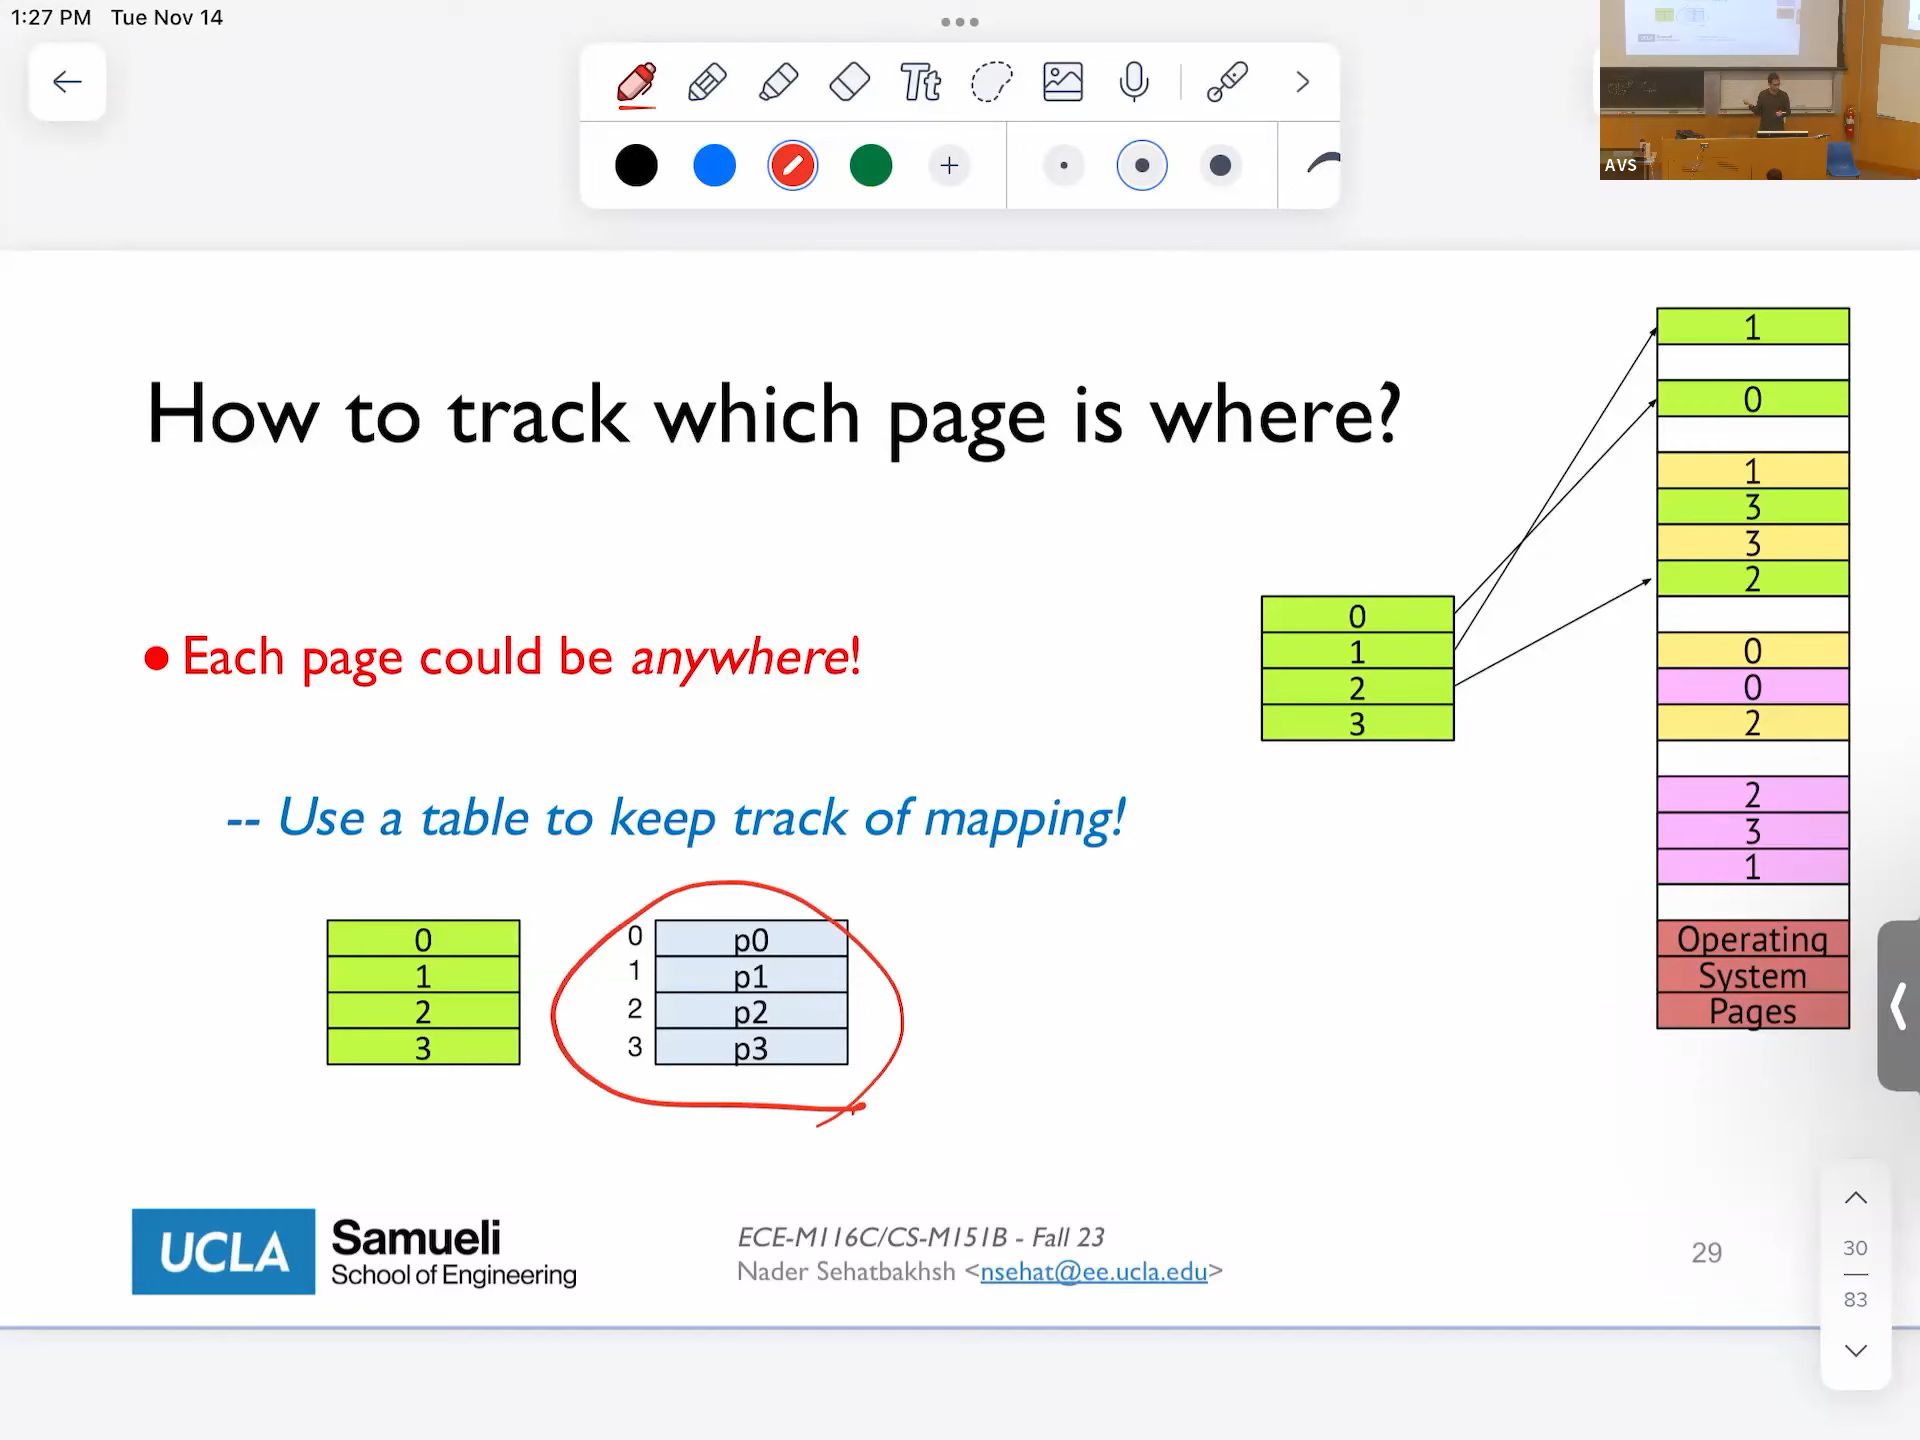 1:27 PM Tue Nov 14
Tt
AVS
How to track which page is where?
● Each page could be anywhere!
-- Use a table to keep track of mapping!
0
1
2
3
0 p0
1 p1
2 p2
3 p3
0
1
2
3
1
0
1
3
3
2
0
0
2
2
3
1
Operating
System
Pages
UCLA Samueli
School of Engineering
ECE-M116C/CS-M151B - Fall 23
Nader Sehatbakhsh <nsehat@ee.ucla.edu>
29
30
83